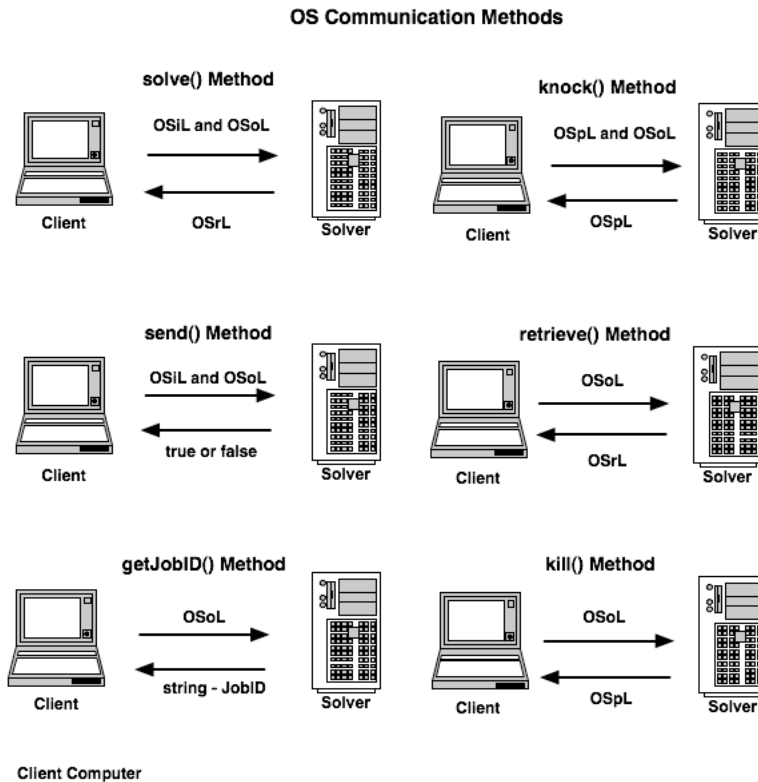 OS Communication Methods
solve() Method
OSiL and OSoL
OSrL
Client
Solver
knock() Method
OSpL and OSoL
OSpL
Client
Solver
send() Method
OSiL and OSoL
true or false
Client
Solver
retrieve() Method
OSoL
OSrL
Client
Solver
getJobID() Method
OSoL
string - JobID
Client
Solver
kill() Method
OSoL
OSpL
Client
Solver
Client Computer